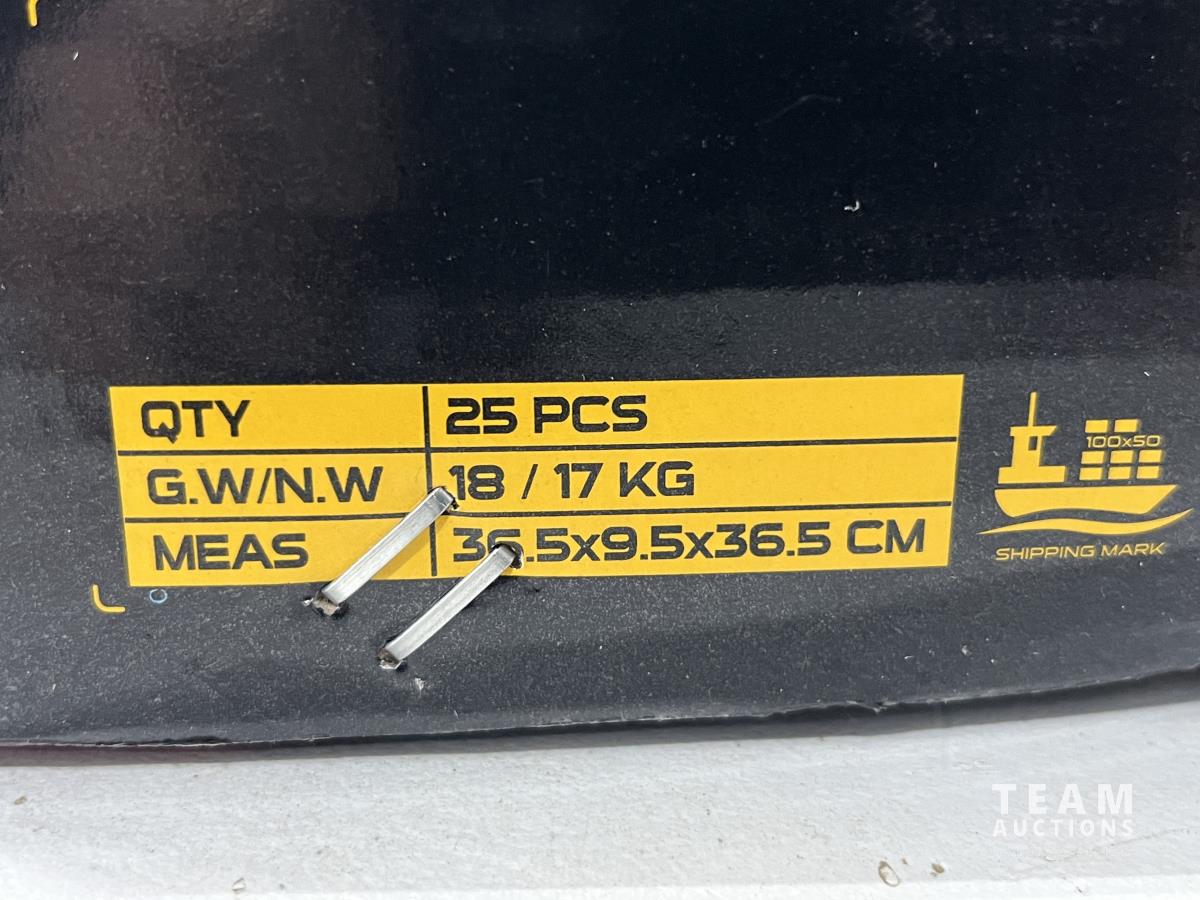 QTY 25 PCS
G.W/N.W 18 / 17 KG
MEAS 36.5x9.5x36.5 CM
100x50
SHIPPING MARK
TEAM
AUCTIONS